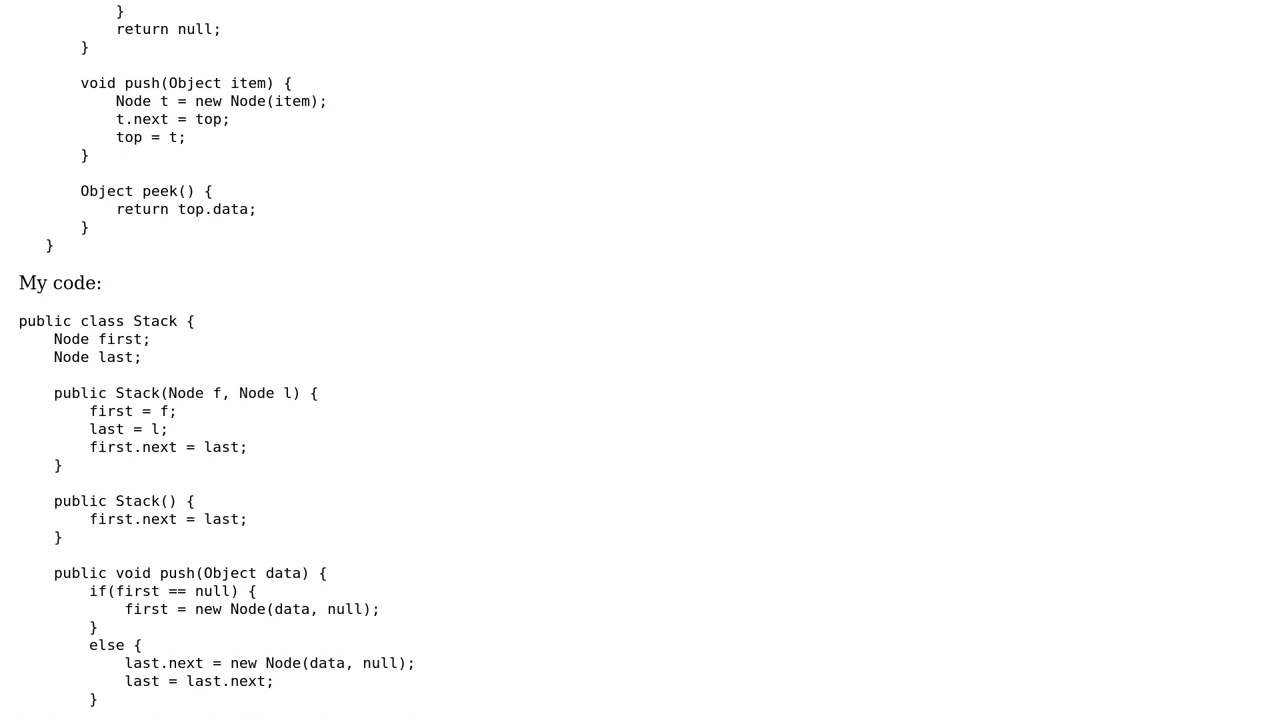 }
            return null;
        }

        void push(Object item) {
            Node t = new Node(item);
            t.next = top;
            top = t;
        }

        Object peek() {
            return top.data;
        }
    }
My code:
public class Stack {
    Node first;
    Node last;

    public Stack(Node f, Node l) {
        first = f;
        last = l;
        first.next = last;
    }

    public Stack() {
        first.next = last;
    }

    public void push(Object data) {
        if(first == null) {
            first = new Node(data, null);
        }
        else {
            last.next = new Node(data, null);
            last = last.next;
        }